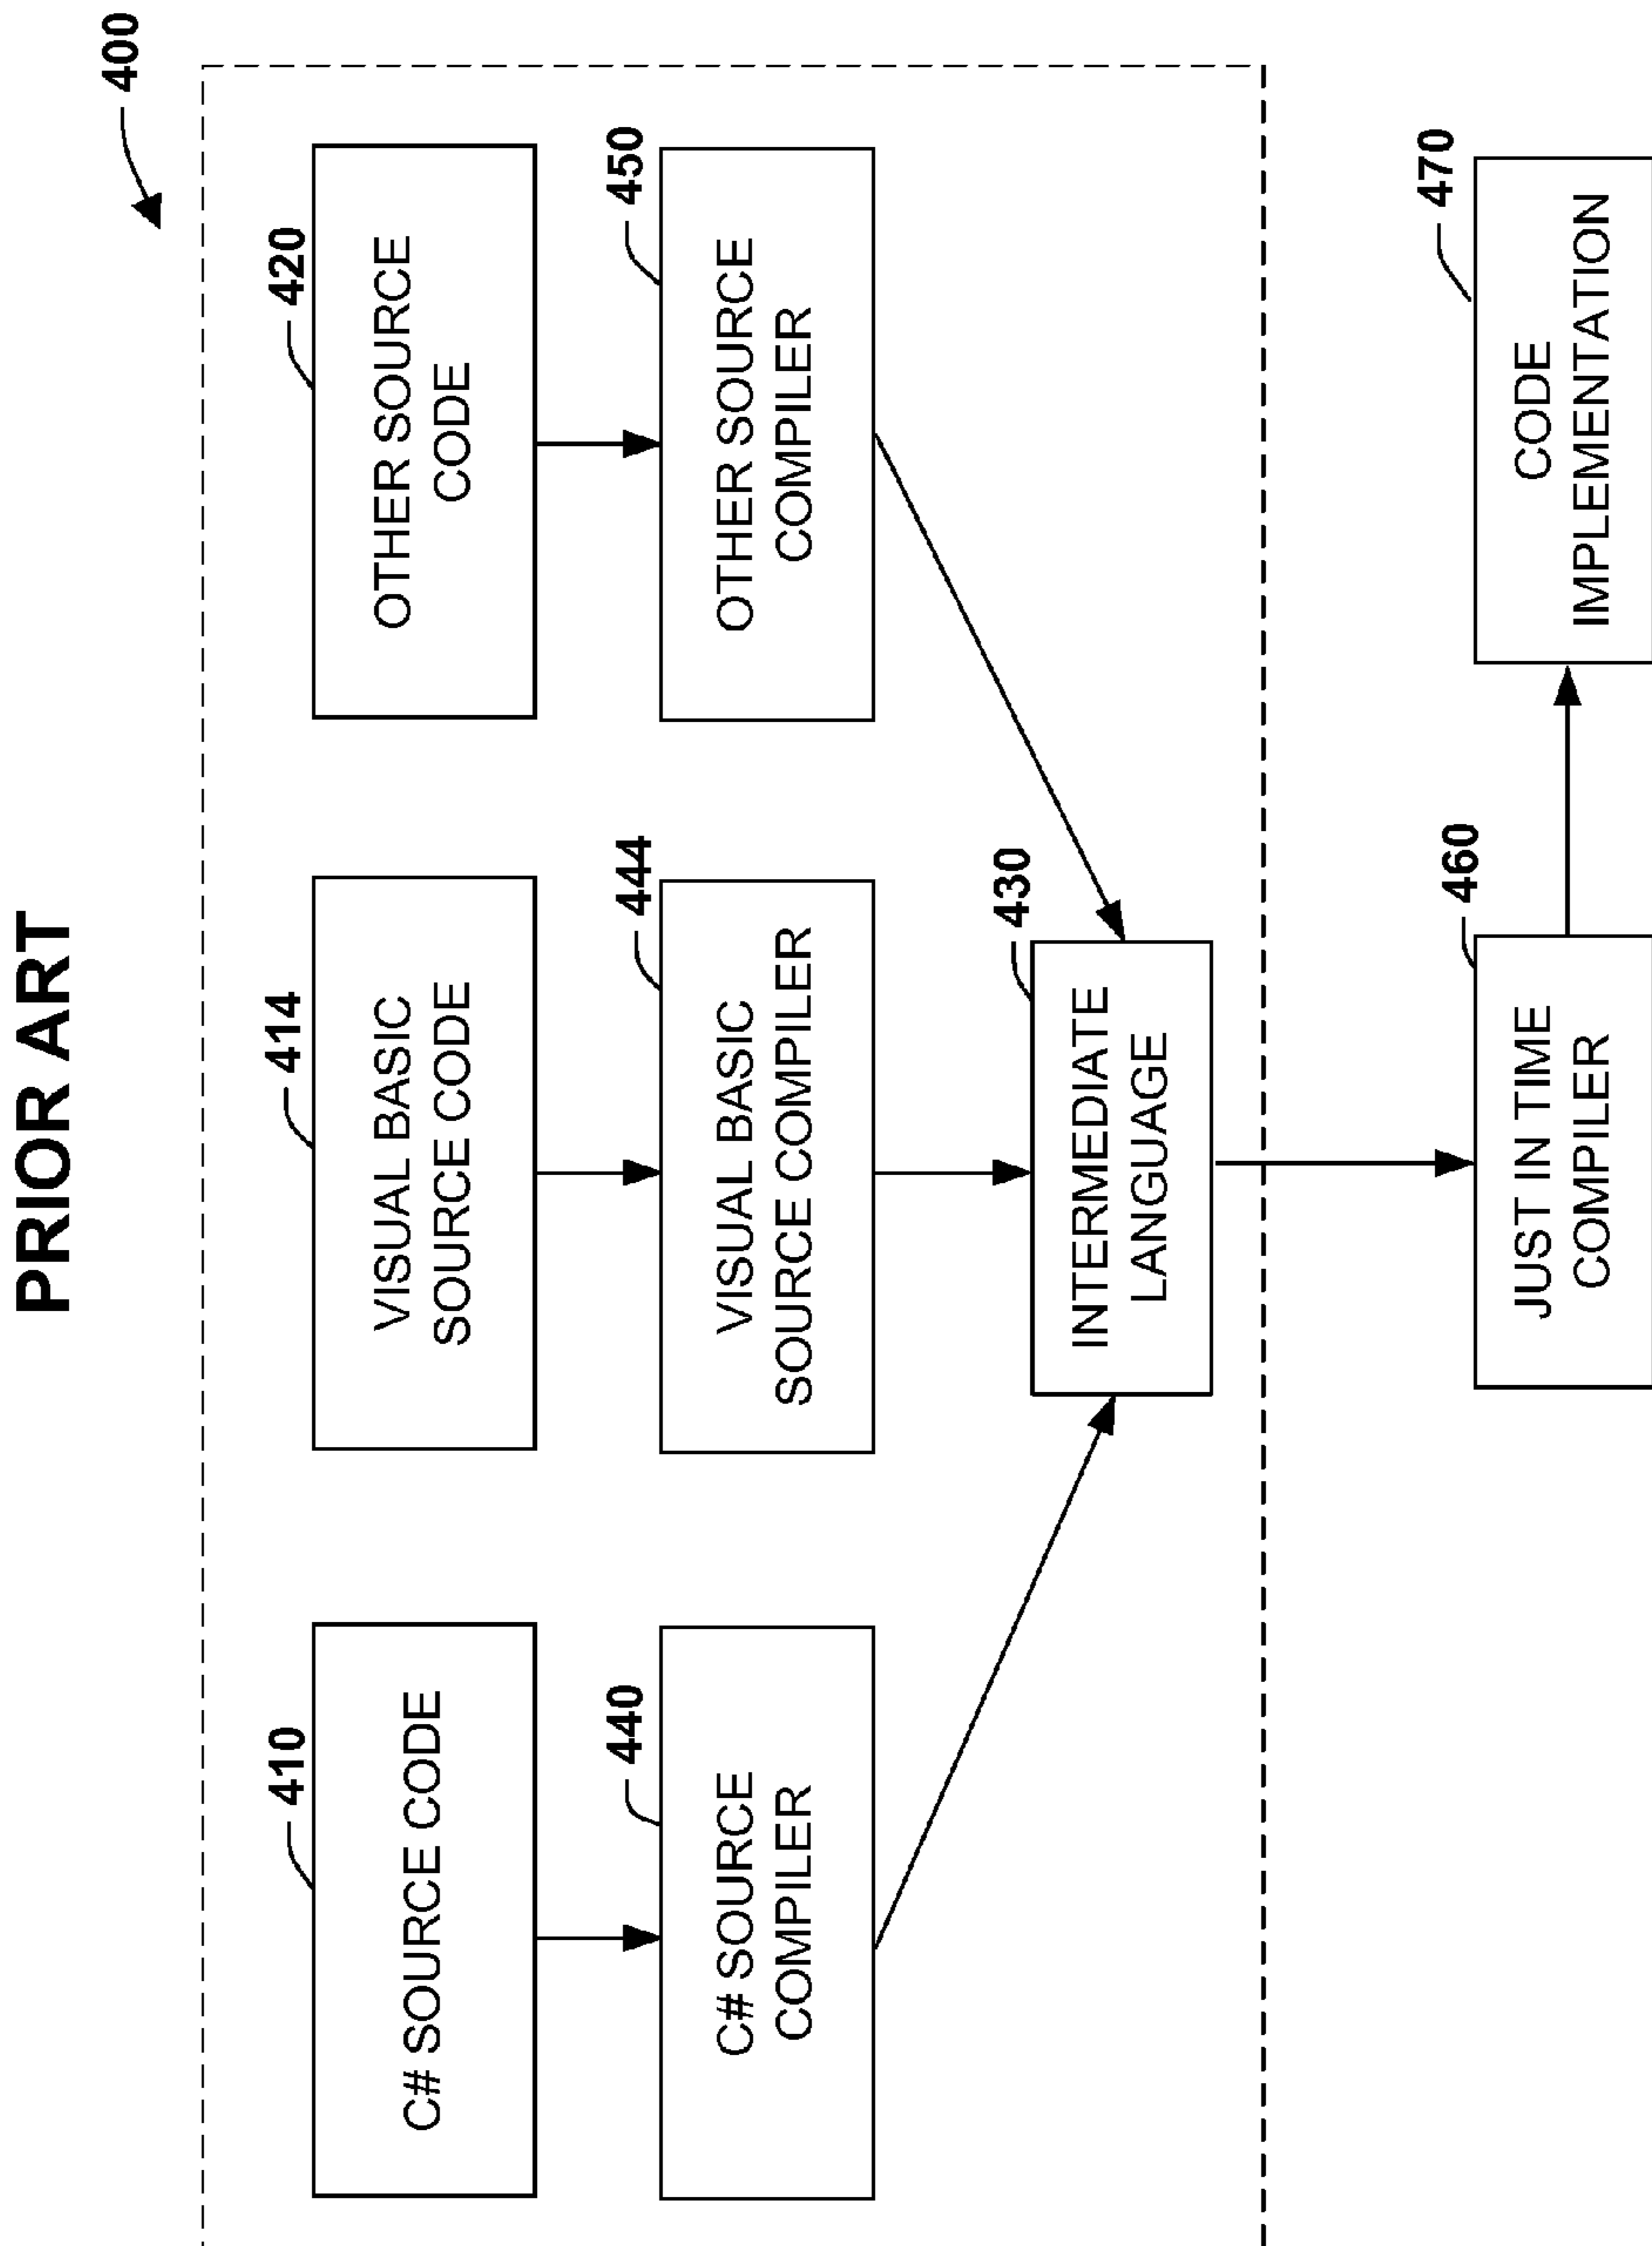 PRIOR ART
400
410
C# SOURCE CODE
414
VISUAL BASIC
SOURCE CODE
420
OTHER SOURCE
CODE
440
C# SOURCE
COMPILER
444
VISUAL BASIC
SOURCE COMPILER
450
OTHER SOURCE
COMPILER
430
INTERMEDIATE
LANGUAGE
460
JUST IN TIME
COMPILER
470
CODE
IMPLEMENTATION